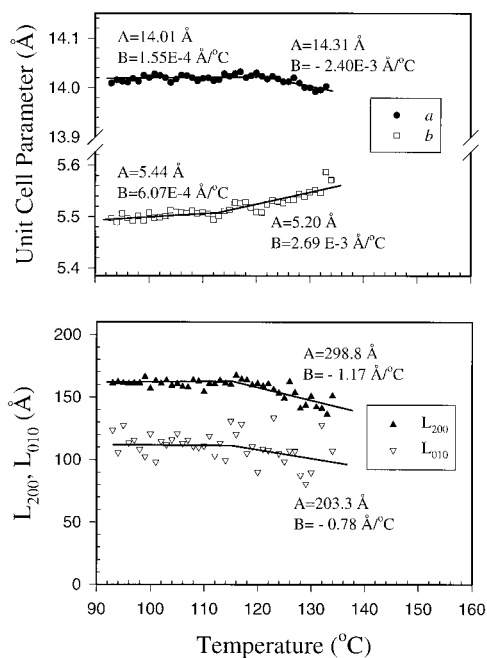 Unit Cell Parameter (Å)
14.1
14.0
13.9
5.6
5.5
5.4
A=14.01 Å
B=1.55E-4 Å/°C
A=14.31 Å
B= - 2.40E-3 Å/°C
a
b
A=5.44 Å
B=6.07E-4 Å/°C
A=5.20 Å
B=2.69 E-3 Å/°C
L200, L010 (Å)
200
150
100
50
0
A=298.8 Å
B= - 1.17 Å/°C
L200
L010
A=203.3 Å
B= - 0.78 Å/°C
90 100 110 120 130 140 150 160
Temperature (°C)